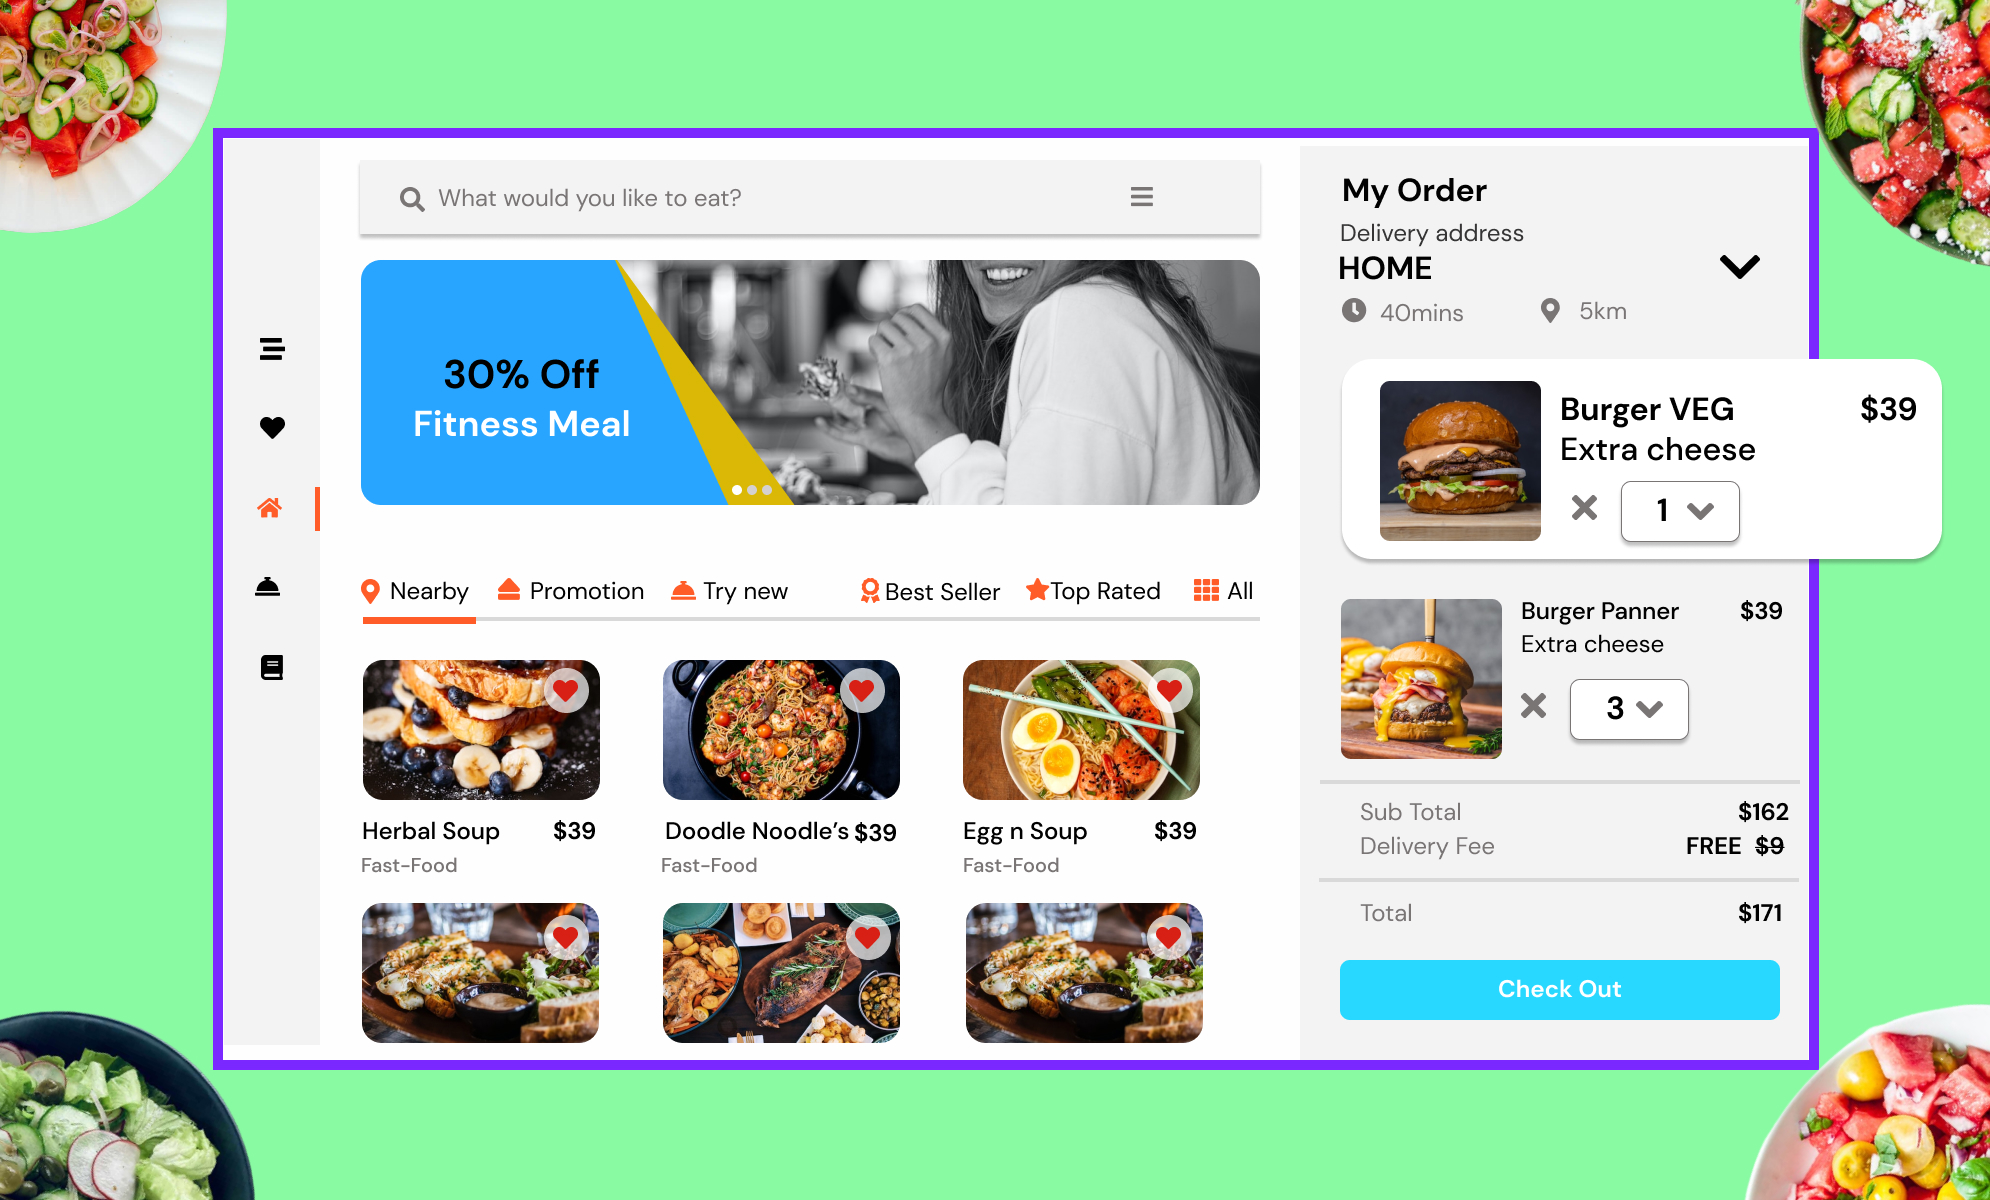 What would you like to eat?
30% Off
Fitness Meal
Nearby Promotion Try new Best Seller Top Rated All
Herbal Soup $39
Fast-Food
Doodle Noodle’s $39
Fast-Food
Egg n Soup $39
Fast-Food
My Order
Delivery address
HOME
40mins 5km
Burger VEG $39
Extra cheese
1
Burger Panner $39
Extra cheese
3
Sub Total $162
Delivery Fee FREE $9
Total $171
Check Out